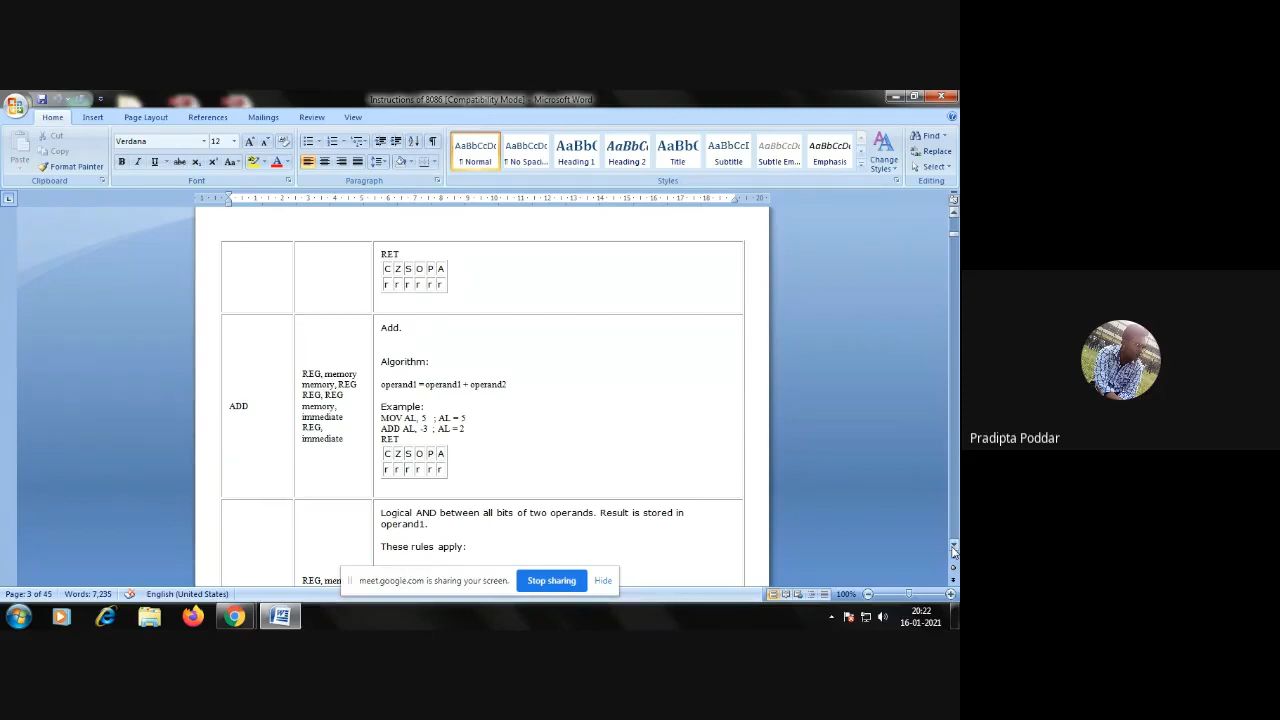 Instructions of 8086 [Compatibility Mode] - Microsoft Word
Home Insert Page Layout References Mailings Review View
Cut
Copy
Paste
Format Painter
Clipboard
Verdana 12
Font
Paragraph
AaBbCcDc AaBbCcDc AaBbC AaBbCc AaBbC AaBbCcI AaBbCcDc AaBbCcDc
¶ Normal ¶ No Spaci... Heading 1 Heading 2 Title Subtitle Subtle Em... Emphasis
Change Styles
Styles
Find
Replace
Select
Editing
RET
C Z S O P A
r r r r r r
ADD
REG, memory
memory, REG
REG, REG
memory,
immediate
REG,
immediate
Add.
Algorithm:
operand1 = operand1 + operand2
Example:
MOV AL, 5 ; AL = 5
ADD AL, -3 ; AL = 2
RET
C Z S O P A
r r r r r r
Logical AND between all bits of two operands. Result is stored in
operand1.
These rules apply:
meet.google.com is sharing your screen. Stop sharing Hide
Page: 3 of 45 Words: 7,235 English (United States) 100%
20:22
16-01-2021
Pradipta Poddar